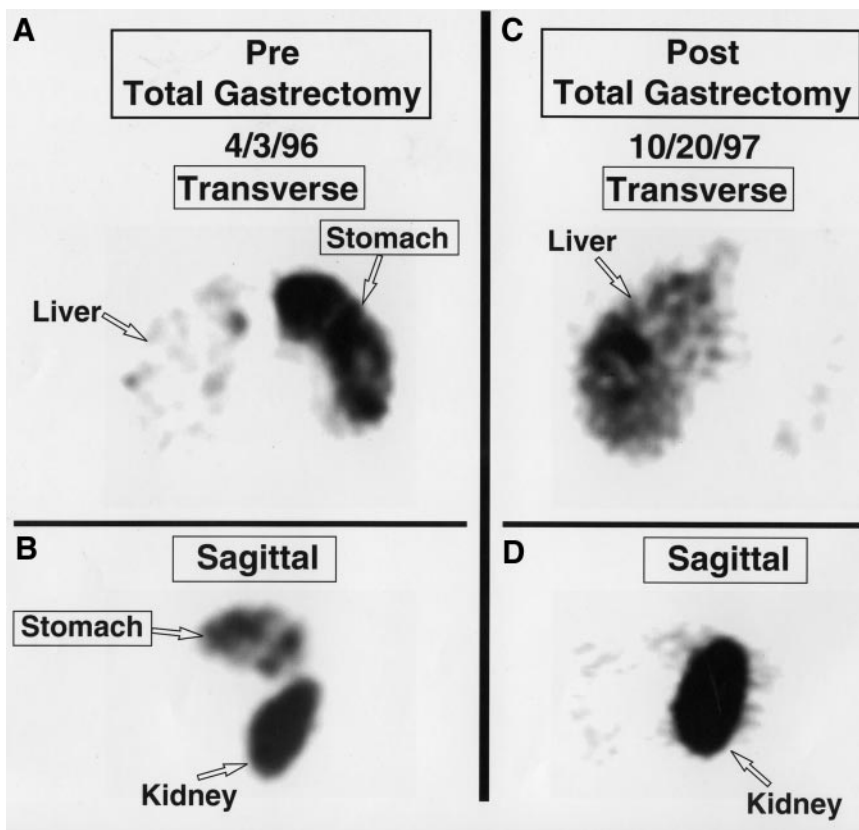 A
Pre
Total Gastrectomy
4/3/96
Transverse
Stomach
Liver
B
Sagittal
Stomach
Kidney
C
Post
Total Gastrectomy
10/20/97
Transverse
Liver
D
Sagittal
Kidney